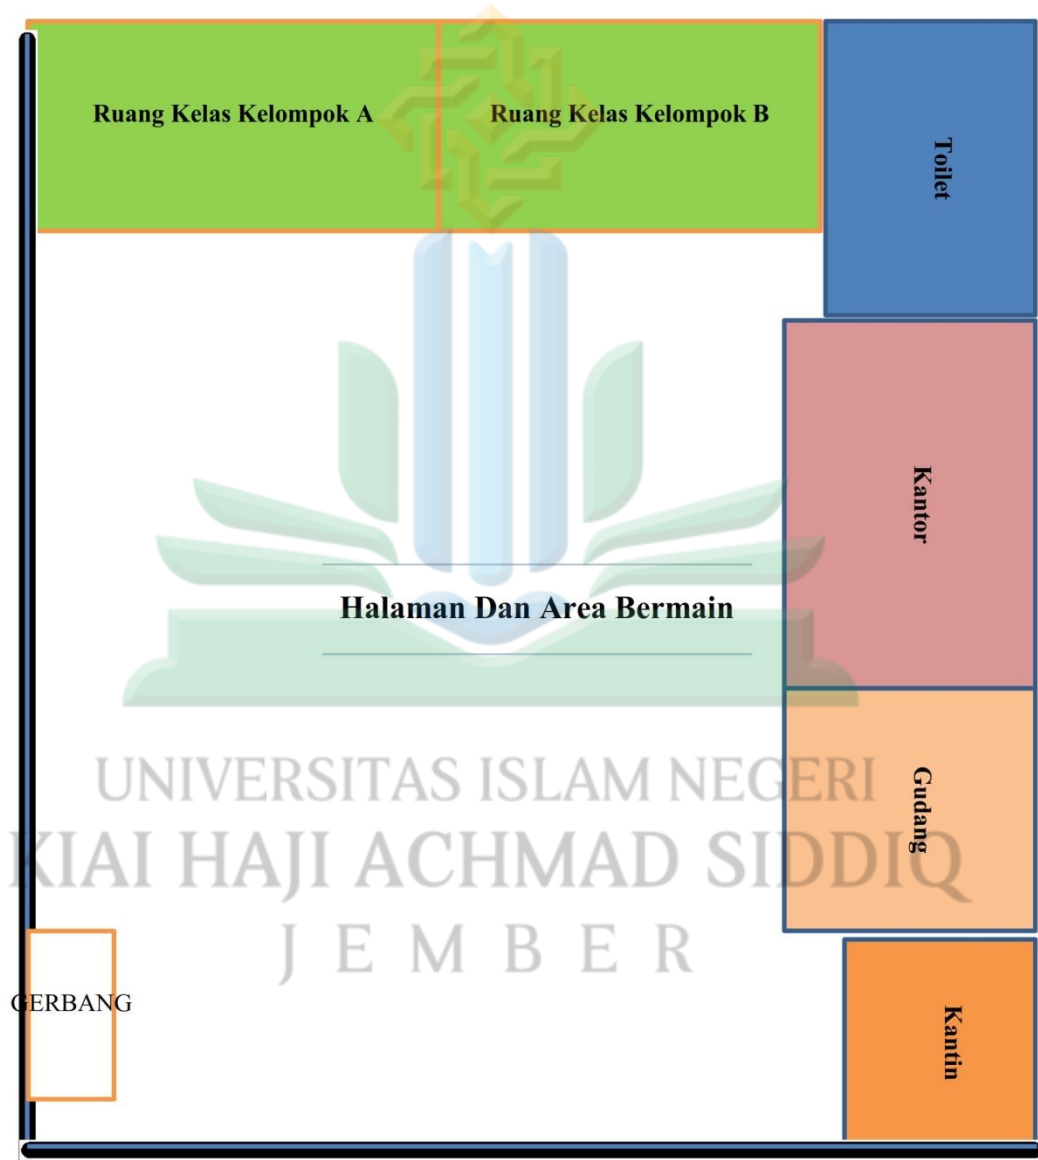 Ruang Kelas Kelompok A
Ruang Kelas Kelompok B
Toilet
Kantor
Halaman Dan Area Bermain
UNIVERSITAS ISLAM NEGERI
KIAI HAJI ACHMAD SIDDIQ
JEMBER
Gudang
GERBANG
Kantin